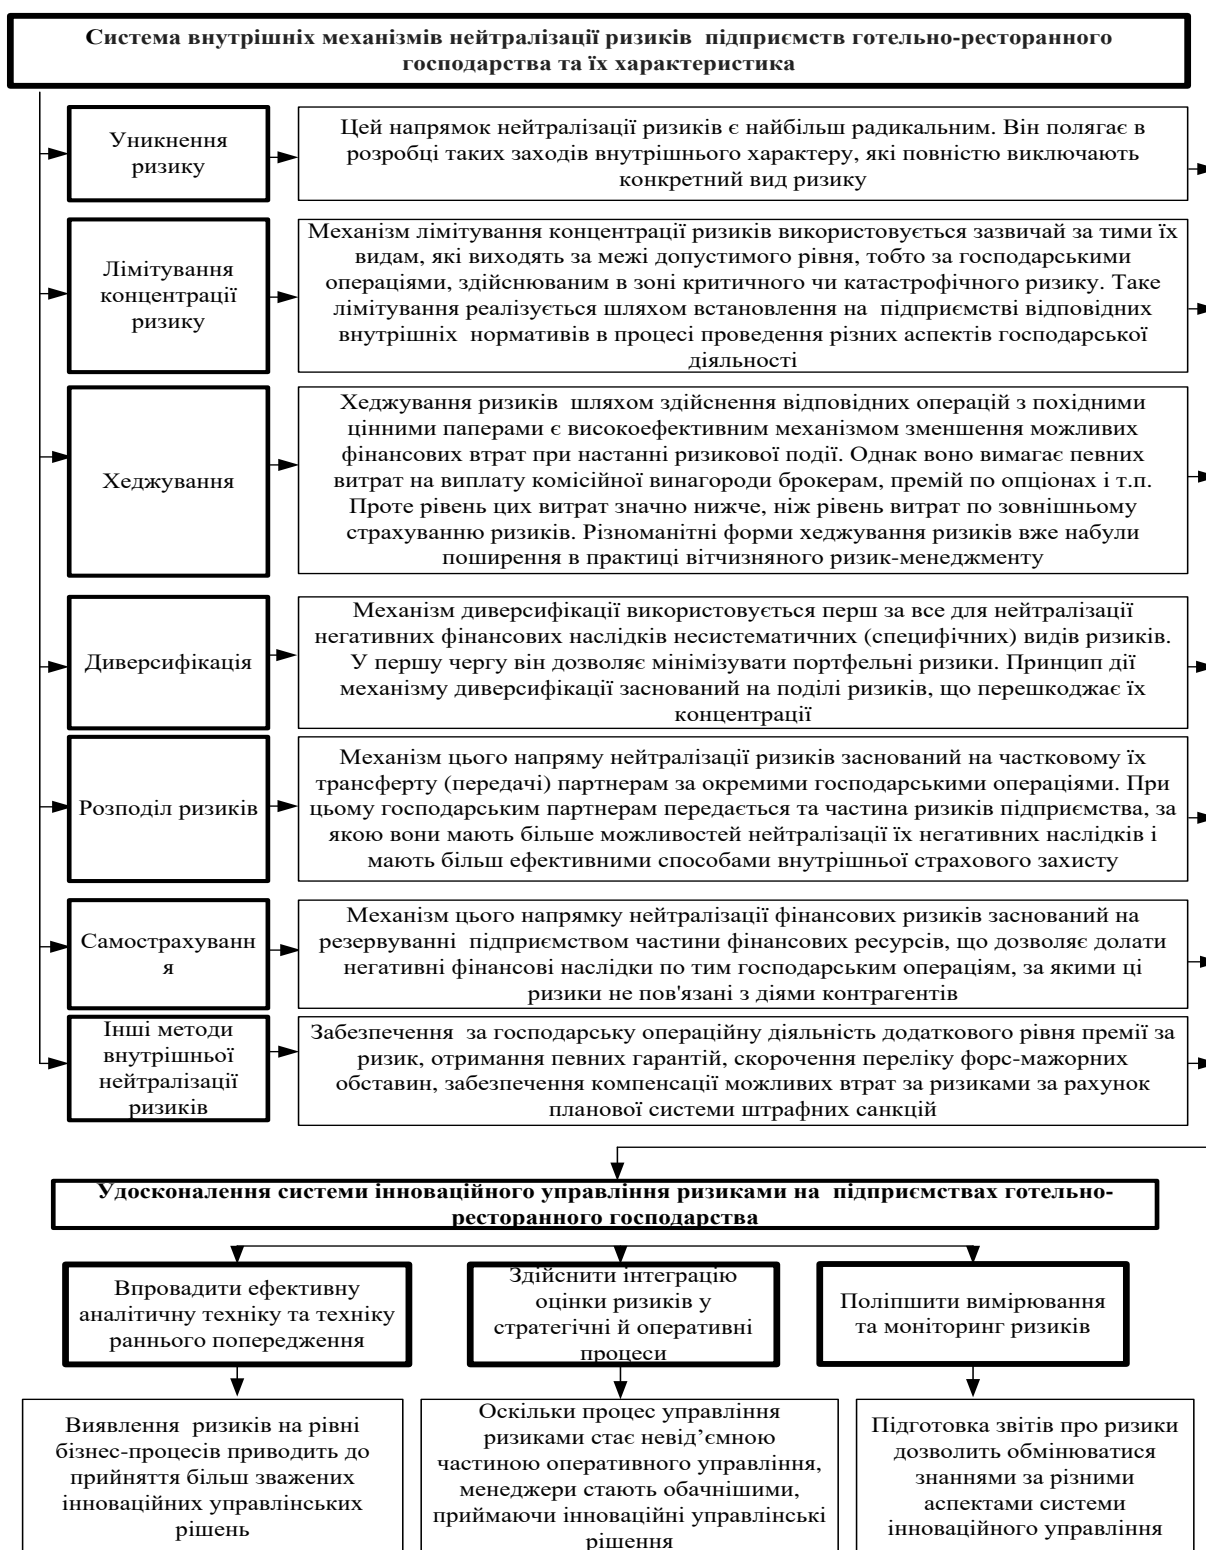 Система внутрішніх механізмів нейтралізації ризиків підприємств готельно-ресторанного
господарства та їх характеристика
Уникнення
ризику
Цей напрямок нейтралізації ризиків є найбільш радикальним. Він полягає в
розробці таких заходів внутрішнього характеру, які повністю виключають
конкретний вид ризику
Лімітування
концентрації
ризику
Механізм лімітування концентрації ризиків використовується зазвичай за тими їх
видам, які виходять за межі допустимого рівня, тобто за господарськими
операціями, здійснюваним в зоні критичного чи катастрофічного ризику. Таке
лімітування реалізується шляхом встановлення на підприємстві відповідних
внутрішніх нормативів в процесі проведення різних аспектів господарської
діяльності
Хеджування
Хеджування ризиків шляхом здійснення відповідних операцій з похідними
цінними паперами є високоефективним механізмом зменшення можливих
фінансових втрат при настанні ризикової події. Однак воно вимагає певних
витрат на виплату комісійної винагороди брокерам, премій по опціонах і т.п.
Проте рівень цих витрат значно нижче, ніж рівень витрат по зовнішньому
страхуванню ризиків. Різноманітні форми хеджування ризиків вже набули
поширення в практиці вітчизняного ризик-менеджменту
Диверсифікація
Механізм диверсифікації використовується перш за все для нейтралізації
негативних фінансових наслідків несистематичних (специфічних) видів ризиків.
У першу чергу він дозволяє мінімізувати портфельні ризики. Принцип дії
механізму диверсифікації заснований на поділі ризиків, що перешкоджає їх
концентрації
Розподіл ризиків
Механізм цього напряму нейтралізації ризиків заснований на частковому їх
трансферту (передачі) партнерам за окремими господарськими операціями. При
цьому господарським партнерам передається та частина ризиків підприємства, за
якою вони мають більше можливостей нейтралізації їх негативних наслідків і
мають більш ефективними способами внутрішньої страхового захисту
Самострахуванн
я
Механізм цього напрямку нейтралізації фінансових ризиків заснований на
резервуванні підприємством частини фінансових ресурсів, що дозволяє долати
негативні фінансові наслідки по тим господарським операціям, за якими ці
ризики не пов'язані з діями контрагентів
Інші методи
внутрішньої
нейтралізації
ризиків
Забезпечення за господарську операційну діяльність додаткового рівня премії за
ризик, отримання певних гарантій, скорочення переліку форс-мажорних
обставин, забезпечення компенсації можливих втрат за ризиками за рахунок
планової системи штрафних санкцій
Удосконалення системи інноваційного управління ризиками на підприємствах готельно-
ресторанного господарства
Впровадити ефективну
аналітичну техніку та техніку
раннього попередження
Здійснити інтеграцію
оцінки ризиків у
стратегічні й оперативні
процеси
Поліпшити вимірювання
та моніторинг ризиків
Виявлення ризиків на рівні
бізнес-процесів приводить до
прийняття більш зважених
інноваційних управлінських
рішень
Оскільки процес управління
ризиками стає невід’ємною
частиною оперативного управління,
менеджери стають обачнішими,
приймаючи інноваційні управлінські
рішення
Підготовка звітів про ризики
дозволить обмінюватися
знаннями за різними
аспектами системи
інноваційного управління